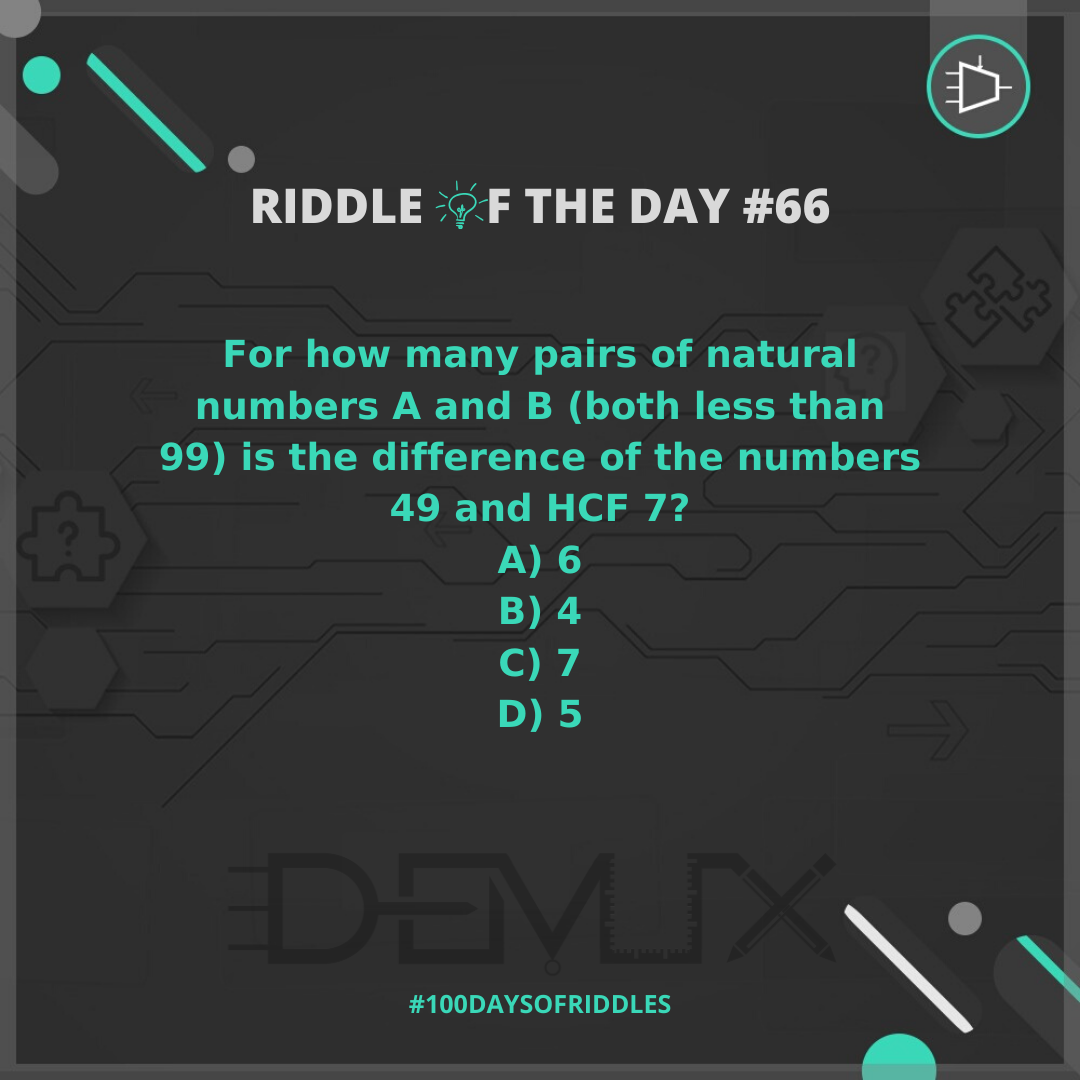 RIDDLE OF THE DAY #66
For how many pairs of natural
numbers A and B (both less than
99) is the difference of the numbers
49 and HCF 7?
A) 6
B) 4
C) 7
D) 5
DEMUX
#100DAYSOFRIDDLES